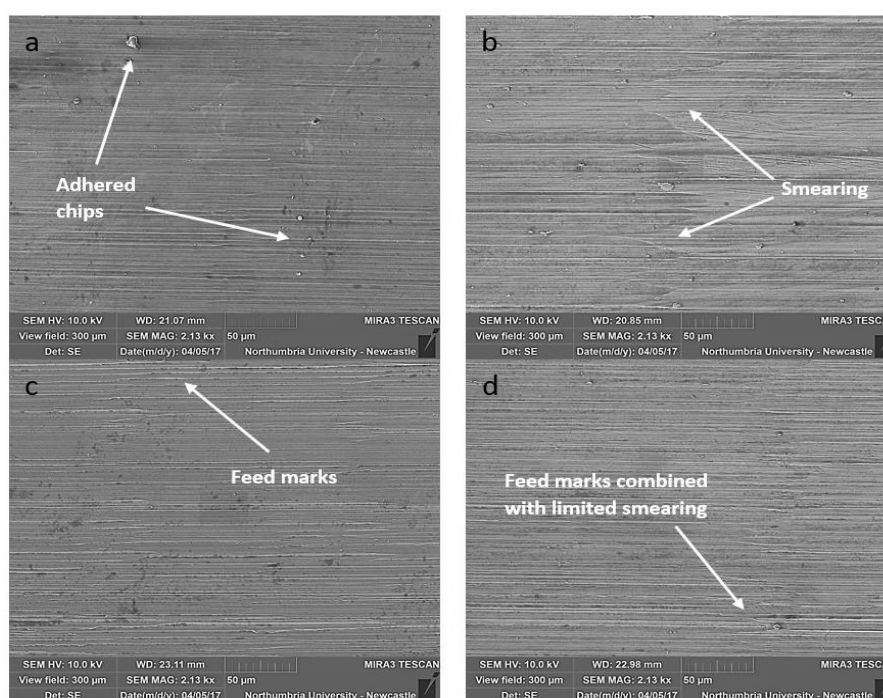 a
Adhered
chips
SEM HV: 10.0 kV WD: 21.07 mm MIRA3 TESCAN
View field: 300 µm SEM MAG: 2.13 kx 50 µm
Det: SE Date(m/d/y): 04/05/17 Northumbria University - Newcastle
b
Smearing
SEM HV: 10.0 kV WD: 20.85 mm MIRA3 TESCAN
View field: 300 µm SEM MAG: 2.13 kx 50 µm
Det: SE Date(m/d/y): 04/05/17 Northumbria University - Newcastle
c
Feed marks
SEM HV: 10.0 kV WD: 23.11 mm MIRA3 TESCAN
View field: 300 µm SEM MAG: 2.13 kx 50 µm
Det: SE Date(m/d/y): 04/05/17 Northumbria University - Newcastle
d
Feed marks combined
with limited smearing
SEM HV: 10.0 kV WD: 22.98 mm MIRA3 TESCAN
View field: 300 µm SEM MAG: 2.13 kx 50 µm
Det: SE Date(m/d/y): 04/05/17 Northumbria University - Newcastle